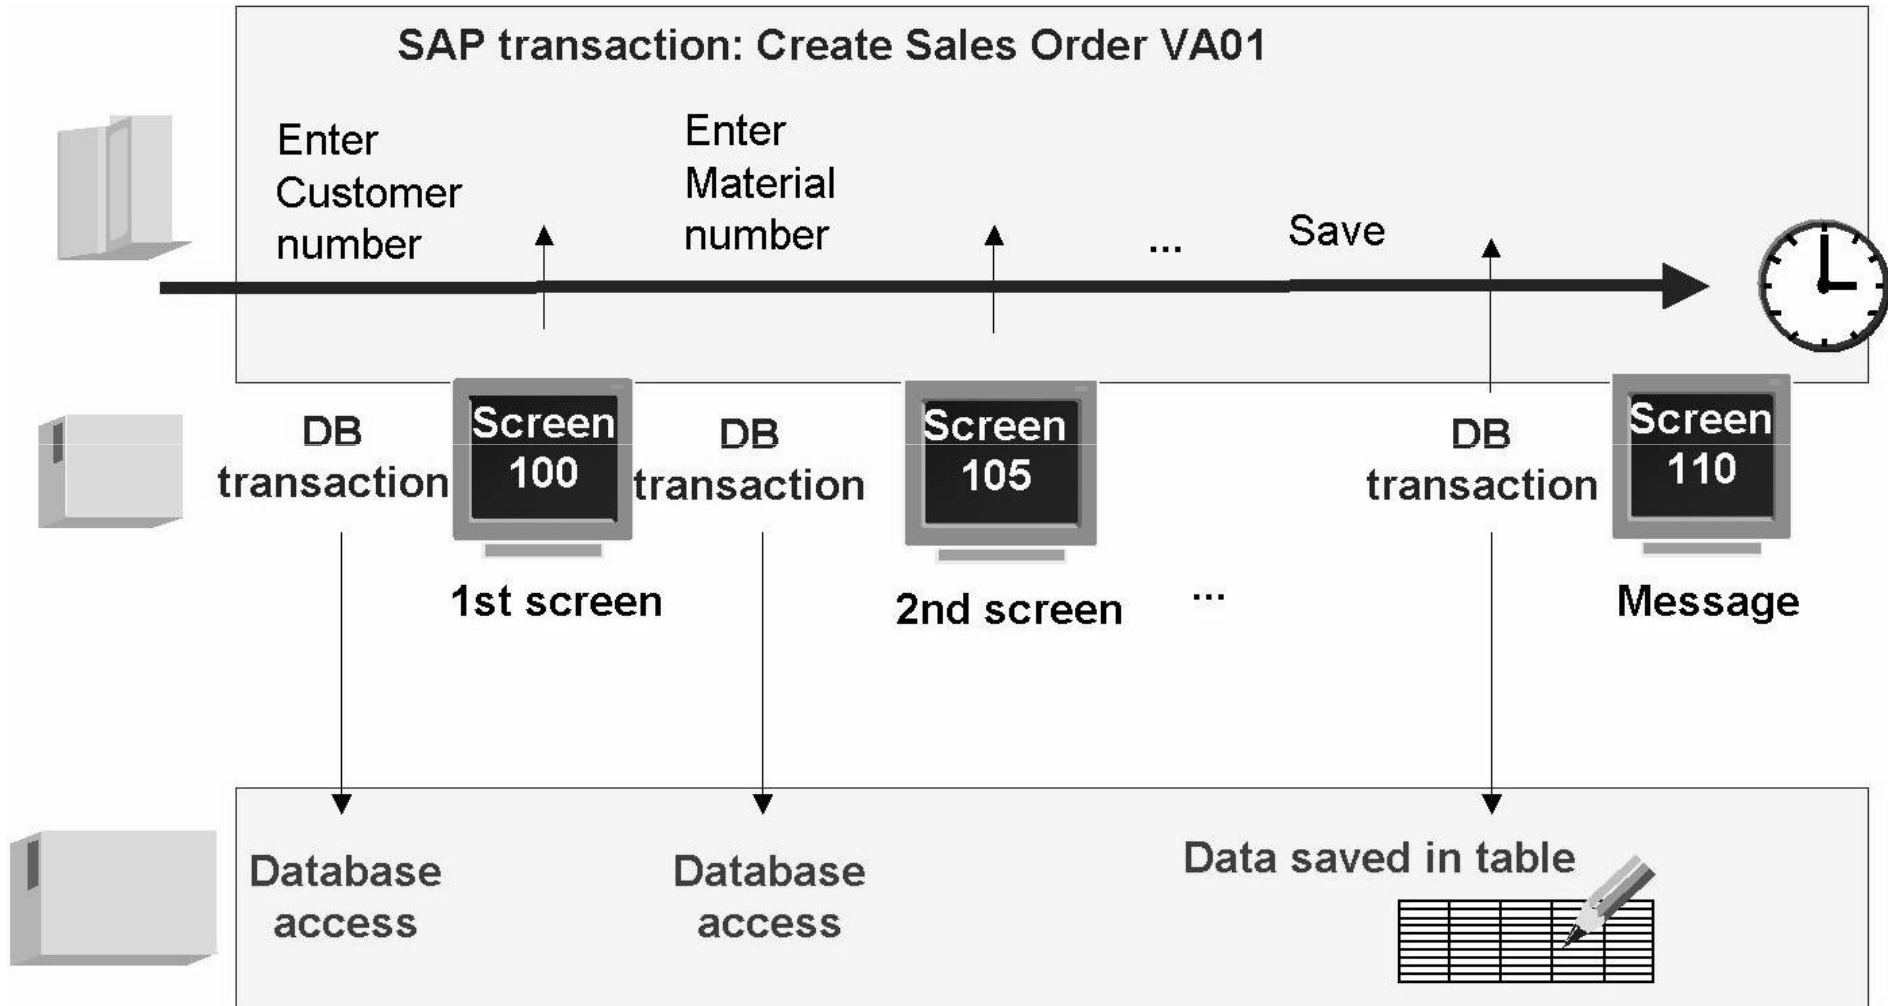 SAP transaction: Create Sales Order VA01
Enter
Customer
number
Enter
Material
number
...
Save
DB
transaction
Screen
100
DB
transaction
Screen
105
DB
transaction
Screen
110
1st screen
2nd screen
...
Message
Database
access
Database
access
Data saved in table